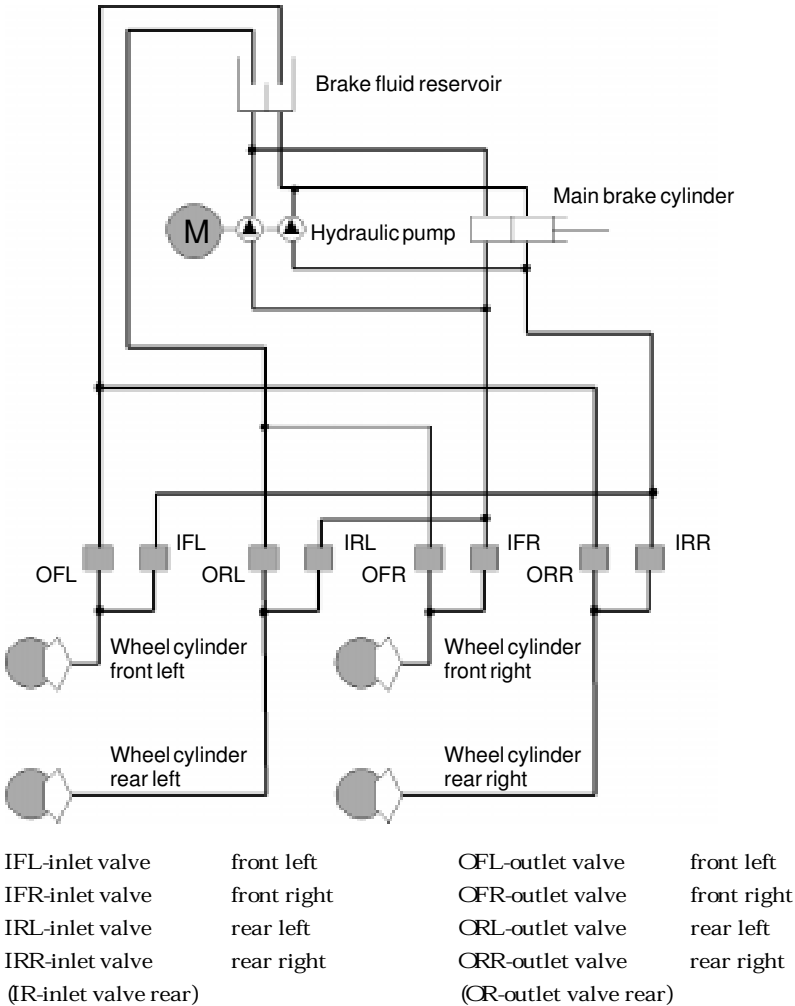 Brake fluid reservoir
Main brake cylinder
M
Hydraulic pump
IFL
IRL
IFR
IRR
OFL
ORL
OFR
ORR
Wheel cylinder
front left
Wheel cylinder
front right
Wheel cylinder
rear left
Wheel cylinder
rear right
IFL-inlet valve front left OFL-outlet valve front left
IFR-inlet valve front right OFR-outlet valve front right
IRL-inlet valve rear left ORL-outlet valve rear left
IRR-inlet valve rear right ORR-outlet valve rear right
(IR-inlet valve rear) (OR-outlet valve rear)